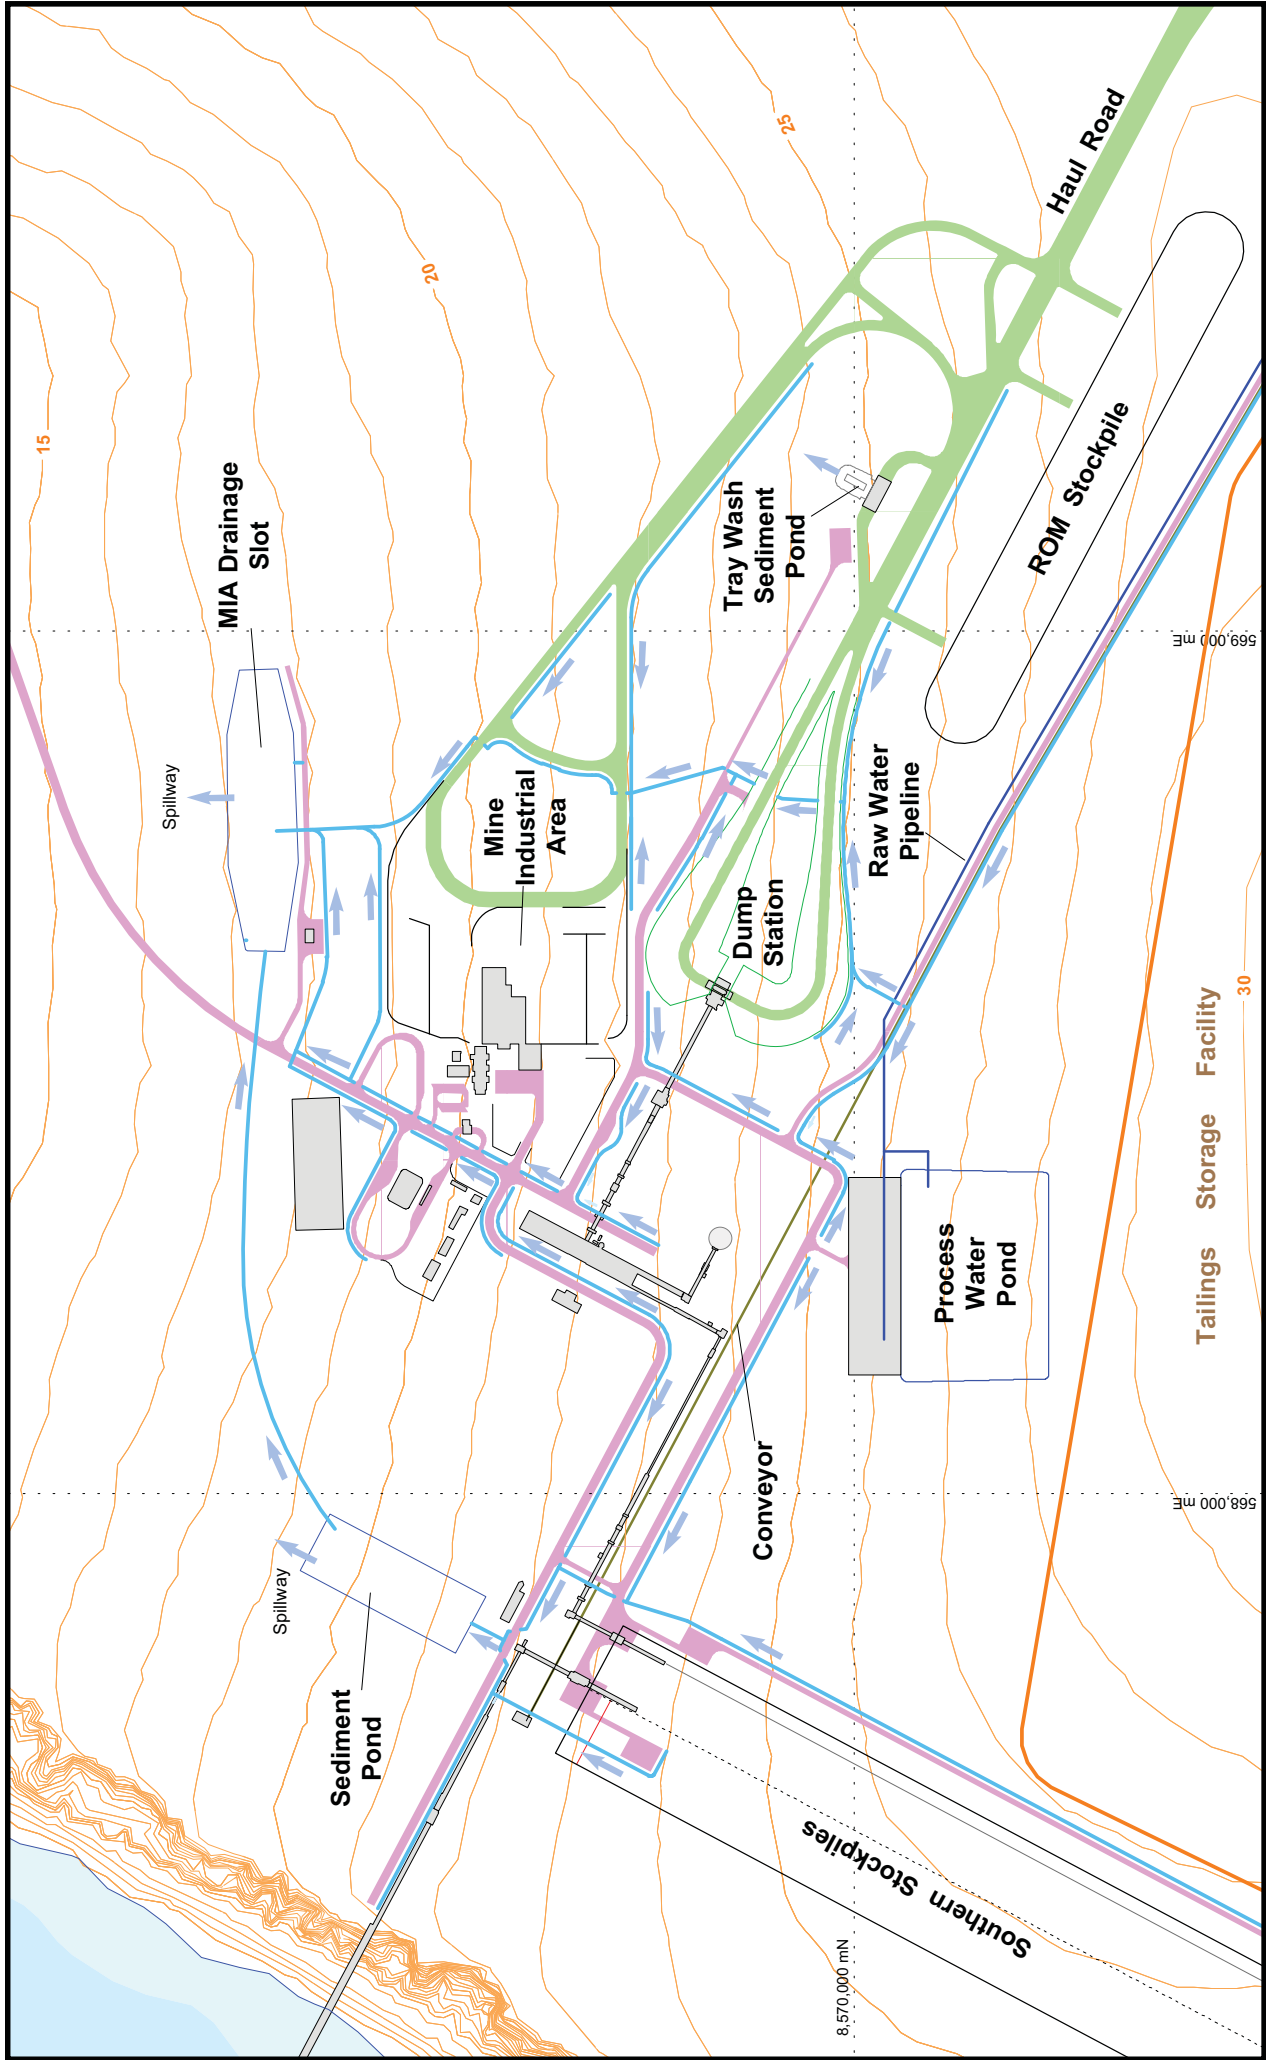 15
20
25
30
Haul Road
MIA Drainage
Slot
Spillway
Tray Wash
Sediment
Pond
ROM Stockpile
569,000 mE
Mine
Industrial
Area
Raw Water
Pipeline
Dump
Station
Tailings Storage Facility
Process
Water
Pond
Conveyor
568,000 mE
Spillway
Sediment
Pond
Southern Stockpiles
8,570,000 mN